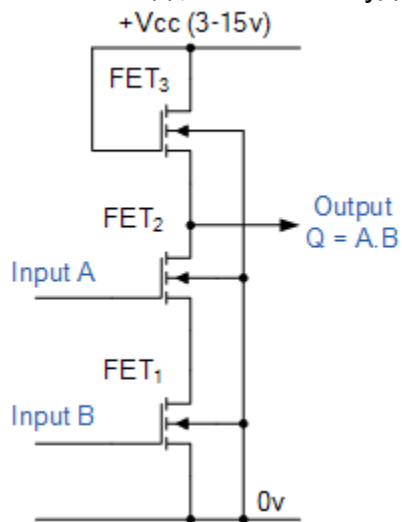 +Vcc (3-15v)
FET3
FET2
Output
Q = A.B
Input A
FET1
Input B
0v